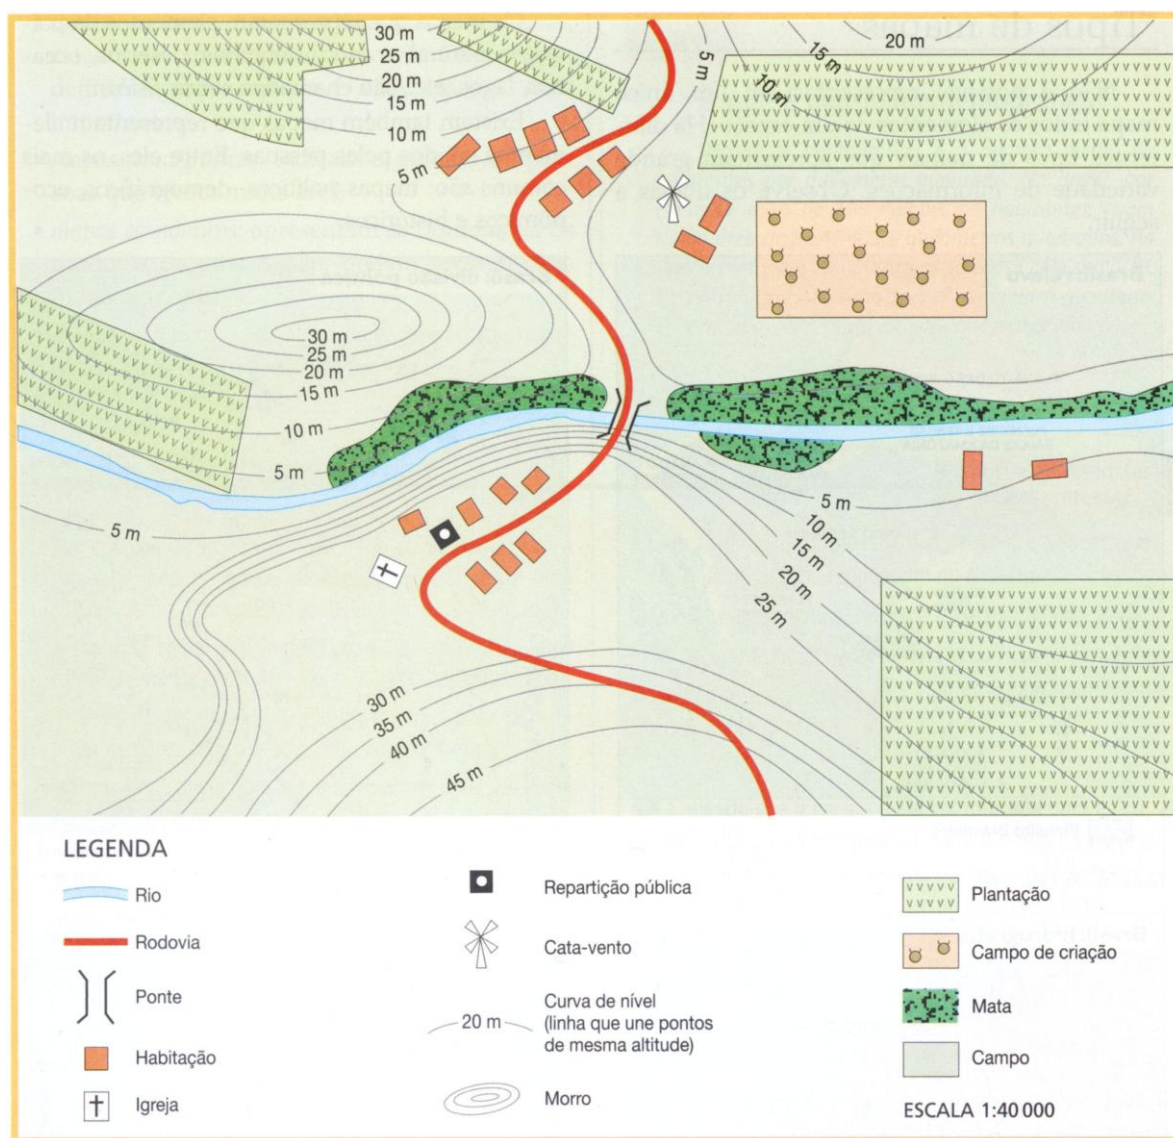 30 m
25 m
20 m
15 m
10 m
5 m
5 m
20 m
15 m
10 m
30 m
25 m
20 m
15 m
10 m
5 m
5 m
5 m
10 m
15 m
20 m
25 m
30 m
35 m
40 m
45 m
LEGENDA
Rio
Rodovia
Ponte
Habitação
Igreja
Repartição pública
Cata-vento
20 m
Curva de nível
(linha que une pontos
de mesma altitude)
Morro
Plantação
Campo de criação
Mata
Campo
ESCALA 1:40 000